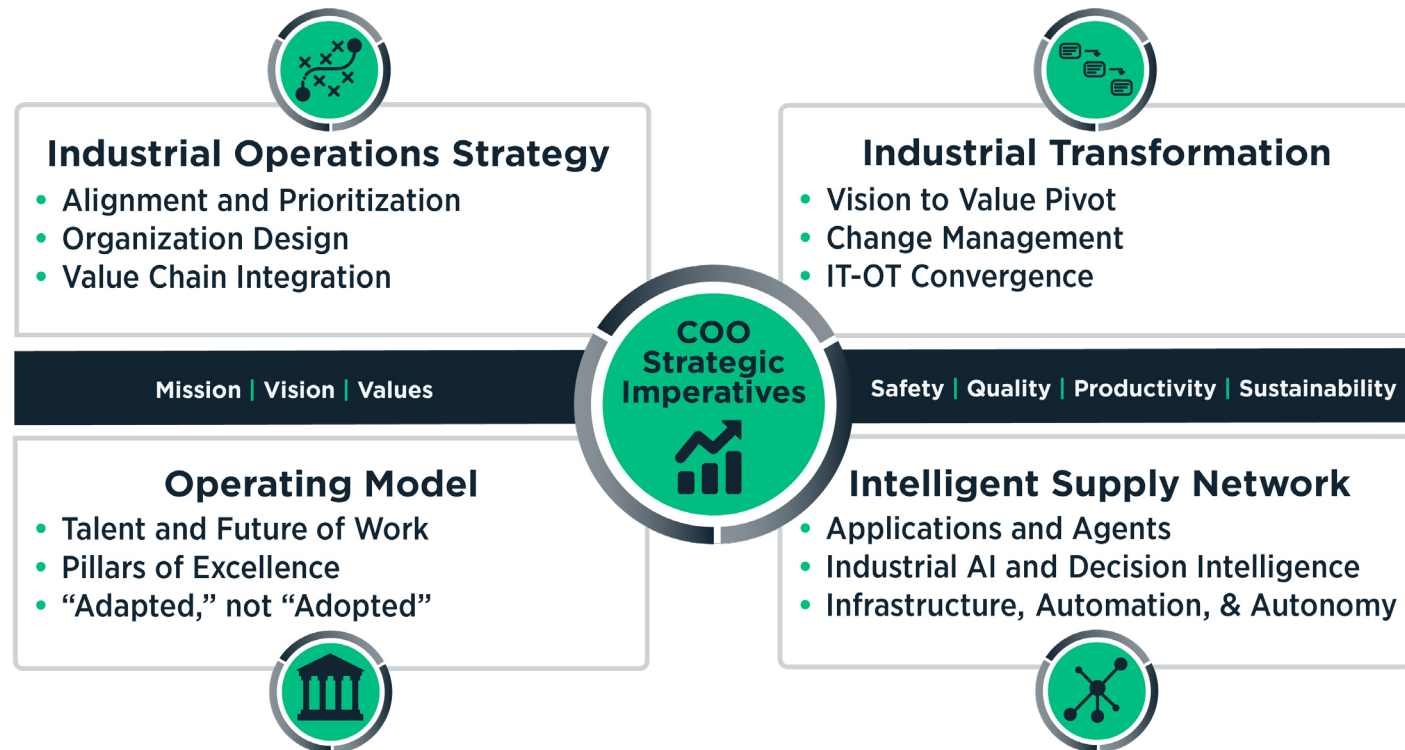 Industrial Operations Strategy
• Alignment and Prioritization
• Organization Design
• Value Chain Integration
Industrial Transformation
• Vision to Value Pivot
• Change Management
• IT-OT Convergence
Mission | Vision | Values
COO
Strategic
Imperatives
Safety | Quality | Productivity | Sustainability
Operating Model
• Talent and Future of Work
• Pillars of Excellence
• “Adapted,” not “Adopted”
Intelligent Supply Network
• Applications and Agents
• Industrial AI and Decision Intelligence
• Infrastructure, Automation, & Autonomy